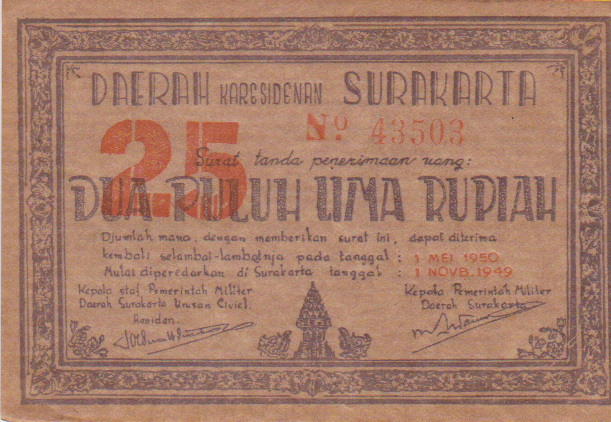 DAERAH KARESIDENAN SURAKARTA
25
Nº 43503
Surat tanda penerimaan uang:
DUA PULUH LIMA RUPIAH
Djumlah mana, dengan memberikan surat ini, dapat diterima
kembali selambat-lambatnja pada tanggal : 1 MEI 1950
Mulai diperedarkan di Surakarta tanggal : 1 NOVB. 1949
Kepala staf Pemerintah Militer
Daerah Surakarta Urusan Civiel.
Residen.
Kepala Pemerintah Militer
Daerah Surakarta